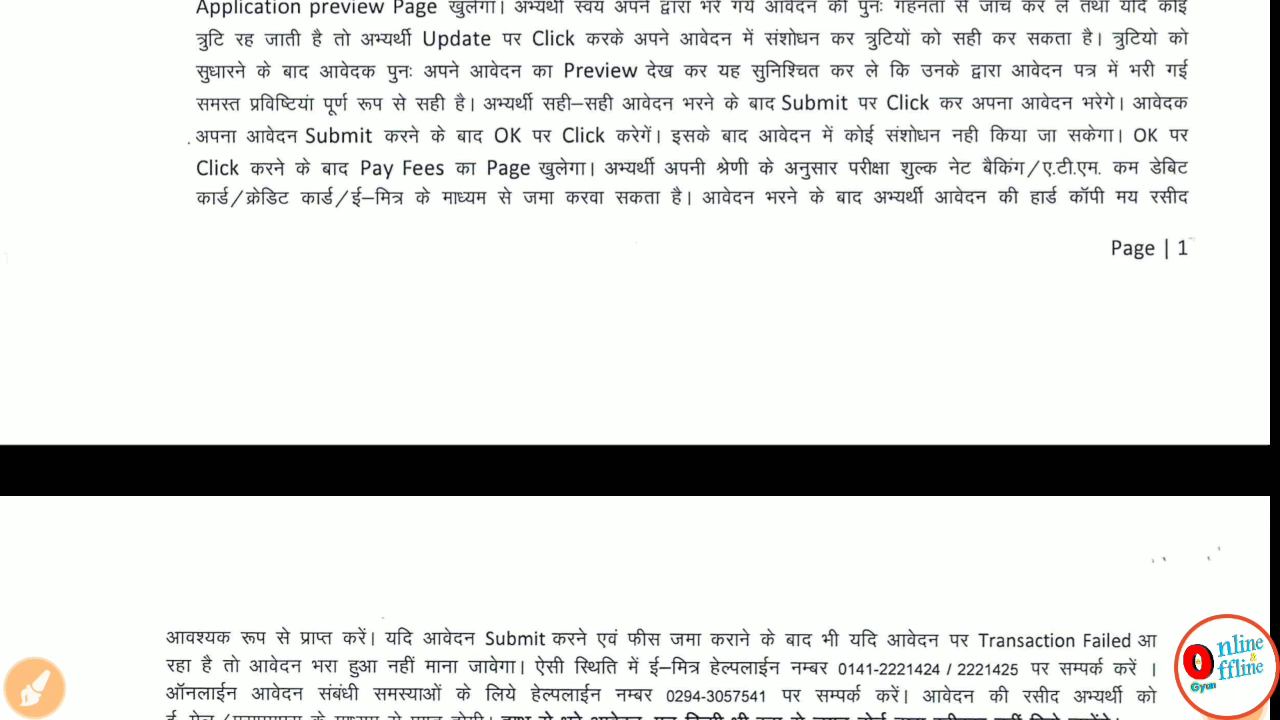 Application preview Page खुलेगा। अभ्यर्थी स्वयं अपने द्वारा भरे गये आवेदन की पुनः गहनता से जांच कर ले तथा यदि कोई
त्रुटि रह जाती है तो अभ्यर्थी Update पर Click करके अपने आवेदन में संशोधन कर त्रुटियों को सही कर सकता है। त्रुटियो को
सुधारने के बाद आवेदक पुनः अपने आवेदन का Preview देख कर यह सुनिश्चित कर ले कि उनके द्वारा आवेदन पत्र में भरी गई
समस्त प्रविष्टियां पूर्ण रूप से सही है। अभ्यर्थी सही–सही आवेदन भरने के बाद Submit पर Click कर अपना आवेदन भरेगे। आवेदक
अपना आवेदन Submit करने के बाद OK पर Click करेगें। इसके बाद आवेदन में कोई संशोधन नही किया जा सकेगा। OK पर
Click करने के बाद Pay Fees का Page खुलेगा। अभ्यर्थी अपनी श्रेणी के अनुसार परीक्षा शुल्क नेट बैकिंग/ए.टी.एम. कम डेबिट
कार्ड/क्रेडिट कार्ड/ई–मित्र के माध्यम से जमा करवा सकता है। आवेदन भरने के बाद अभ्यर्थी आवेदन की हार्ड कॉपी मय रसीद
Page | 1
आवश्यक रूप से प्राप्त करें। यदि आवेदन Submit करने एवं फीस जमा कराने के बाद भी यदि आवेदन पर Transaction Failed आ
रहा है तो आवेदन भरा हुआ नहीं माना जावेगा। ऐसी स्थिति में ई–मित्र हेल्पलाईन नम्बर 0141-2221424 / 2221425 पर सम्पर्क करें ।
ऑनलाईन आवेदन संबंधी समस्याओं के लिये हेल्पलाईन नम्बर 0294-3057541 पर सम्पर्क करें। आवेदन की रसीद अभ्यर्थी को
Online & Offline Gyun